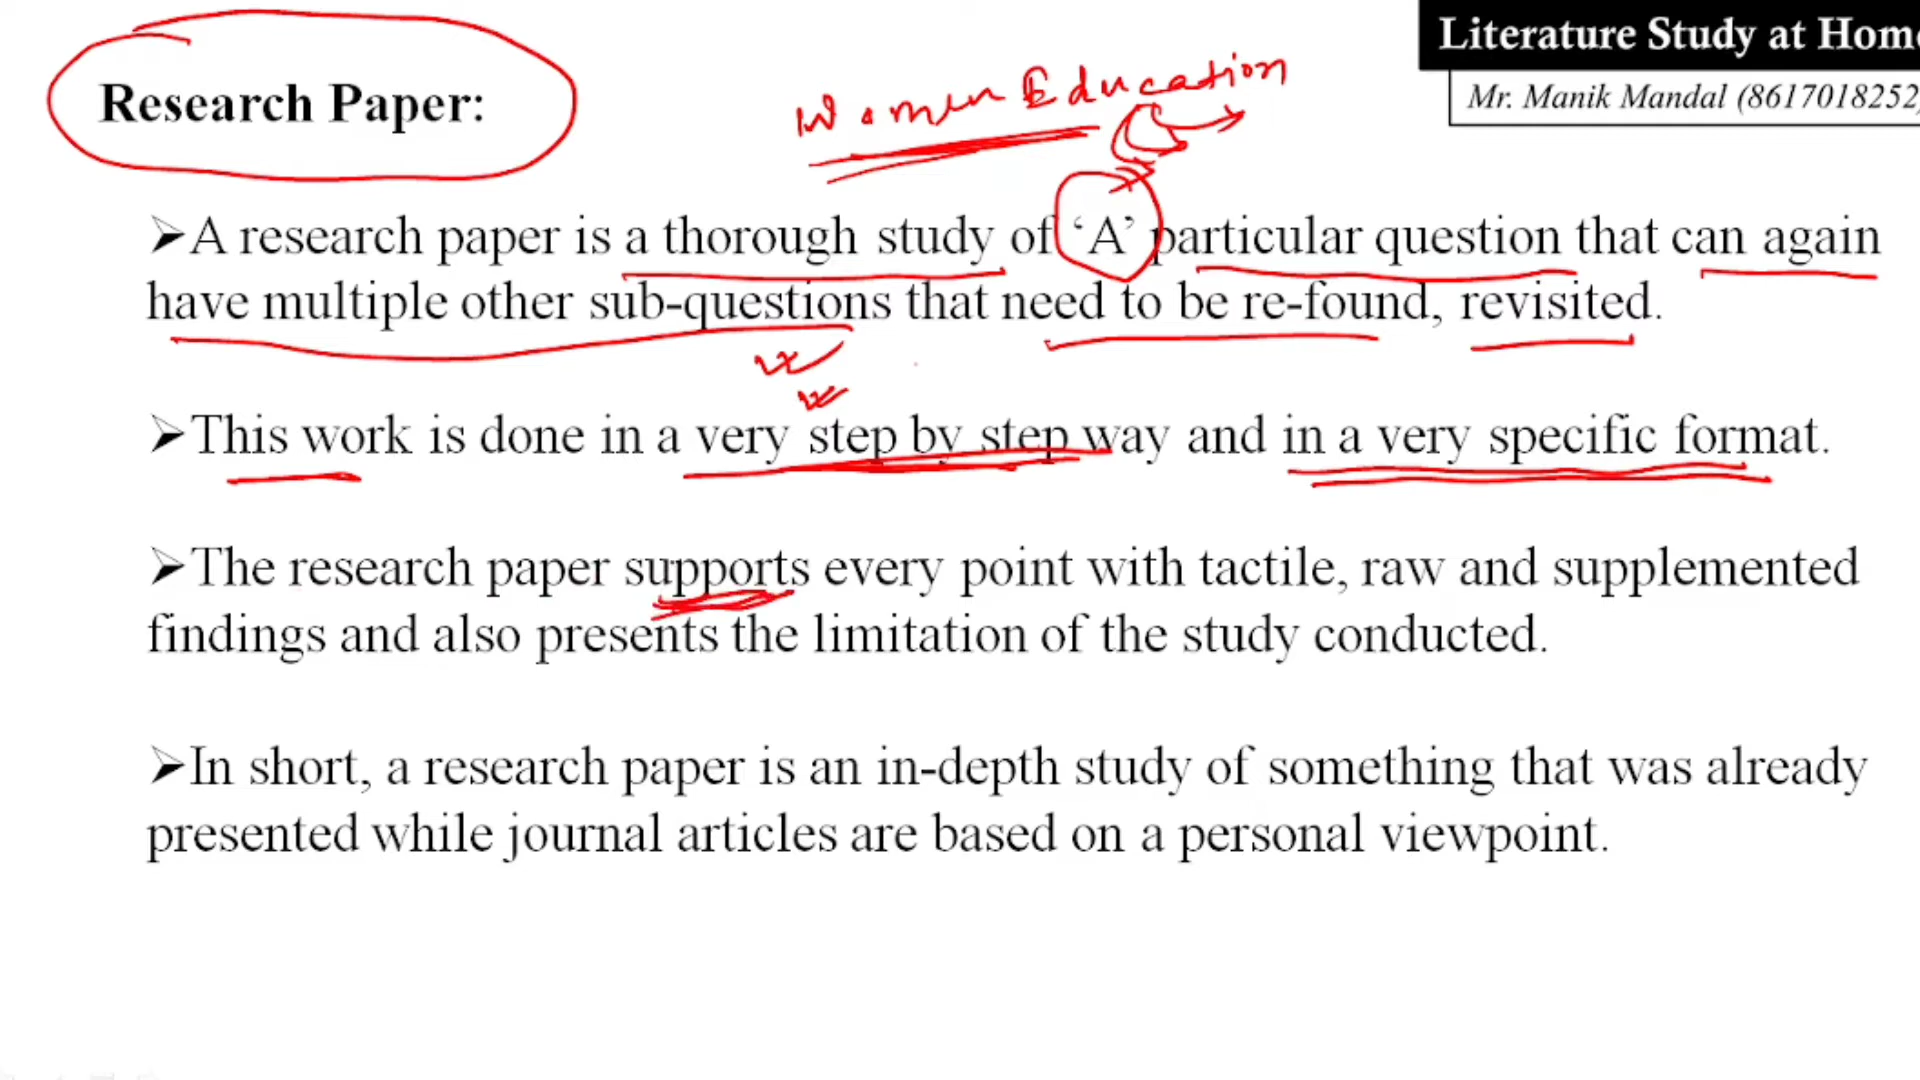 Literature Study at Hom
Mr. Manik Mandal (8617018252)
Research Paper:
Women Education
➤A research paper is a thorough study of ‘A’ particular question that can again
have multiple other sub-questions that need to be re-found, revisited.
➤This work is done in a very step by step way and in a very specific format.
➤The research paper supports every point with tactile, raw and supplemented
findings and also presents the limitation of the study conducted.
➤In short, a research paper is an in-depth study of something that was already
presented while journal articles are based on a personal viewpoint.